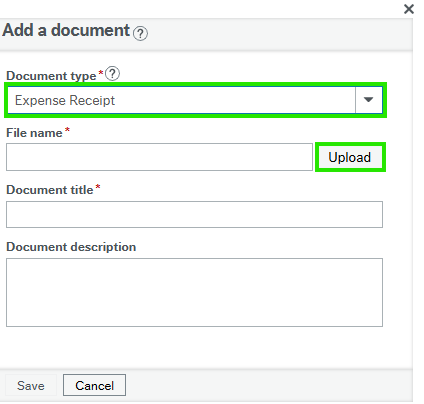 Add a document ?
Document type * ?
Expense Receipt
File name *
Upload
Document title *
Document description
Save Cancel